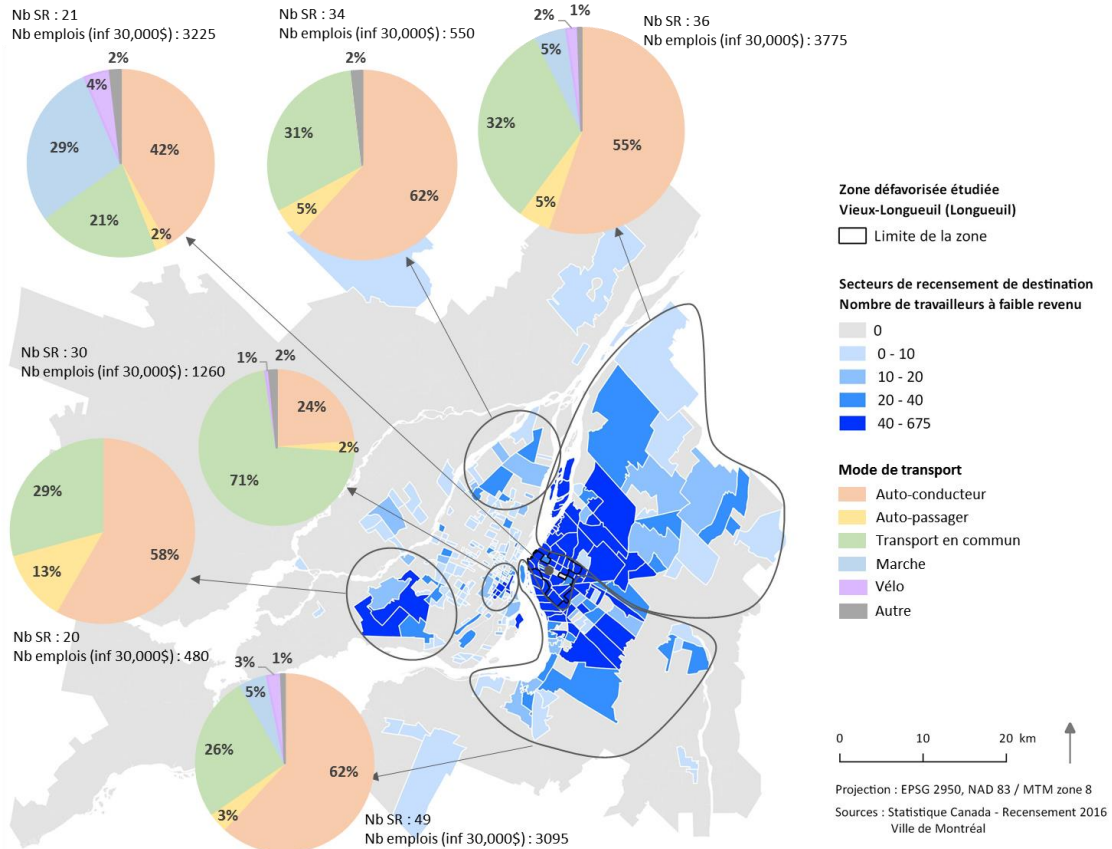 Nb SR : 21
Nb emplois (inf 30,000$) : 3225
2%
4%
42%
29%
21%
2%
Nb SR : 34
Nb emplois (inf 30,000$) : 550
2%
31%
62%
5%
Nb SR : 36
Nb emplois (inf 30,000$) : 3775
2%
1%
5%
32%
55%
5%
Nb SR : 30
Nb emplois (inf 30,000$) : 1260
1%
2%
24%
2%
71%
29%
58%
13%
Nb SR : 20
Nb emplois (inf 30,000$) : 480
3%
1%
5%
26%
62%
3%
Nb SR : 49
Nb emplois (inf 30,000$) : 3095
Zone défavorisée étudiée
Vieux-Longueuil (Longueuil)
Limite de la zone
Secteurs de recensement de destination
Nombre de travailleurs à faible revenu
0
0 - 10
10 - 20
20 - 40
40 - 675
Mode de transport
Auto-conducteur
Auto-passager
Transport en commun
Marche
Vélo
Autre
0 10 20 km
Projection : EPSG 2950, NAD 83 / MTM zone 8
Sources : Statistique Canada - Recensement 2016
Ville de Montréal